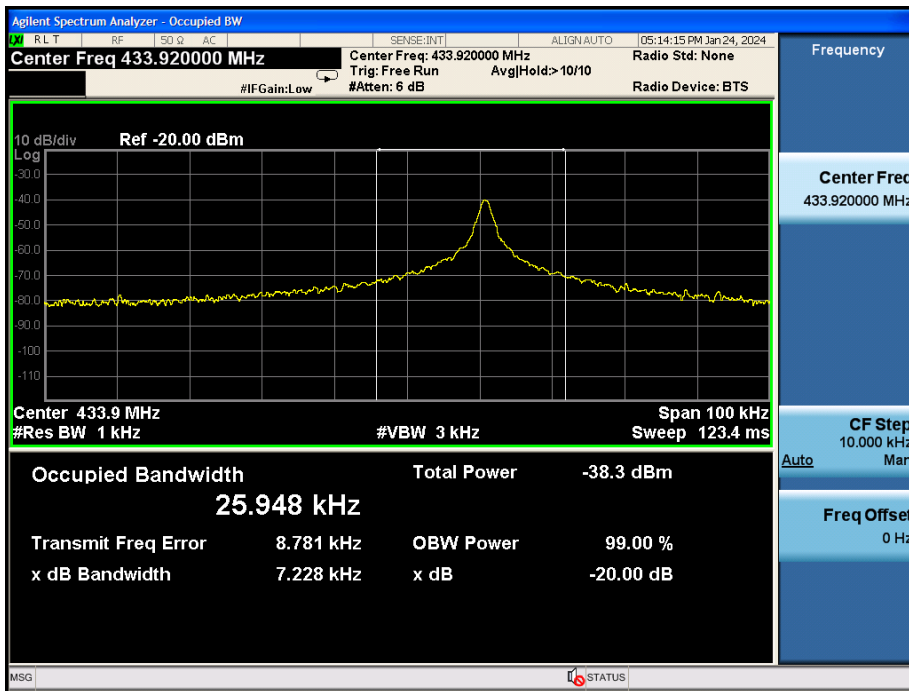 Agilent Spectrum Analyzer - Occupied BW
LXI RLT RF 50 Ω AC SENSE:INT ALIGN AUTO 05:14:15 PM Jan 24, 2024
Center Freq 433.920000 MHz Center Freq: 433.920000 MHz Radio Std: None Frequency
Trig: Free Run Avg|Hold:>10/10
#IFGain:Low #Atten: 6 dB Radio Device: BTS
10 dB/div Ref -20.00 dBm
Log
-30.0
-40.0
-50.0
-60.0
-70.0
-80.0
-90.0
-100
-110
Center Freq
433.920000 MHz
Center 433.9 MHz Span 100 kHz
#Res BW 1 kHz #VBW 3 kHz Sweep 123.4 ms
CF Step
10.000 kHz
Auto Man
Occupied Bandwidth Total Power -38.3 dBm
25.948 kHz
Transmit Freq Error 8.781 kHz OBW Power 99.00 %
x dB Bandwidth 7.228 kHz x dB -20.00 dB
Freq Offset
0 Hz
MSG STATUS